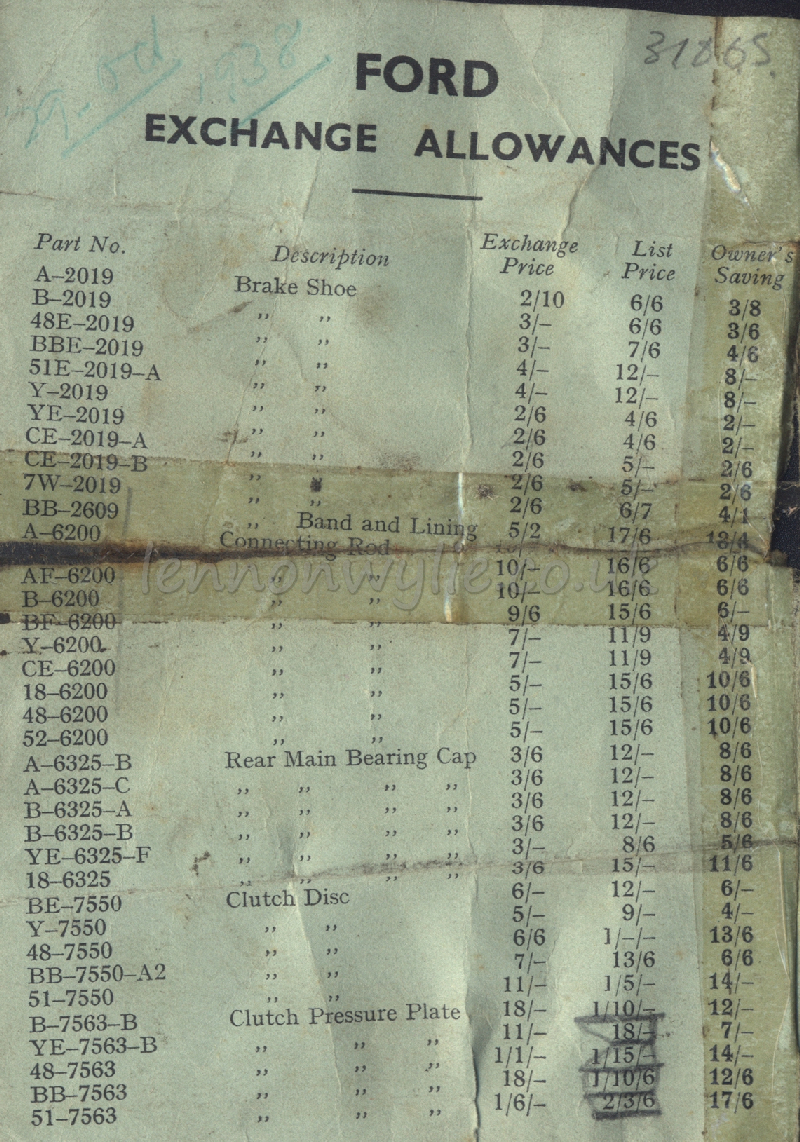 31865
1938
FORD
EXCHANGE ALLOWANCES
Part No. Description Exchange Price List Price Owner's Saving
A–2019 Brake Shoe 2/10 6/6 3/8
B–2019 ,, ,, 3/– 6/6 3/6
48E–2019 ,, ,, 3/– 7/6 4/6
BBE–2019 ,, ,, 4/– 12/– 8/–
51E–2019–A ,, ,, 4/– 12/– 8/–
Y–2019 ,, ,, 2/6 4/6 2/–
YE–2019 ,, ,, 2/6 4/6 2/–
CE–2019–A ,, ,, 2/6 5/– 2/6
CE–2019–B ,, ,, 2/6 5/– 2/6
7W–2019 ,, ,, 2/6 6/7 4/1
BB–2609 ,, Band and Lining 5/2 17/6
A–6200 Connecting Rod
AF–6200 ,, ,, 10/– 16/6 6/6
B–6200 ,, ,, 10/– 16/6 6/6
BF–6200 ,, ,, 9/6 15/6 6/–
Y–6200 ,, ,, 7/– 11/9 4/9
CE–6200 ,, ,, 7/– 11/9 4/9
18–6200 ,, ,, 5/– 15/6 10/6
48–6200 ,, ,, 5/– 15/6 10/6
52–6200 ,, ,, 5/– 15/6 10/6
A–6325–B Rear Main Bearing Cap 3/6 12/– 8/6
A–6325–C ,, ,, ,, ,, 3/6 12/– 8/6
B–6325–A ,, ,, ,, ,, 3/6 12/– 8/6
B–6325–B ,, ,, ,, ,, 3/6 12/– 8/6
YE–6325–F ,, ,, ,, ,, 3/– 8/6 5/6
18–6325 ,, ,, ,, ,, 3/6 15/– 11/6
BE–7550 Clutch Disc 6/– 12/– 6/–
Y–7550 ,, ,, 5/– 9/– 4/–
48–7550 ,, ,, 6/6 1/–/– 13/6
BB–7550–A2 ,, ,, 7/– 13/6 6/6
51–7550 ,, ,, 11/– 1/5/– 14/–
B–7563–B Clutch Pressure Plate 18/– 1/10/– 12/–
YE–7563–B ,, ,, ,, 11/– 18/– 7/–
48–7563 ,, ,, ,, 1/1/– 1/15/– 14/–
BB–7563 ,, ,, ,, 18/– 1/10/6 12/6
51–7563 ,, ,, ,, 1/6/– 2/3/6 17/6
lennonwylie.co.uk